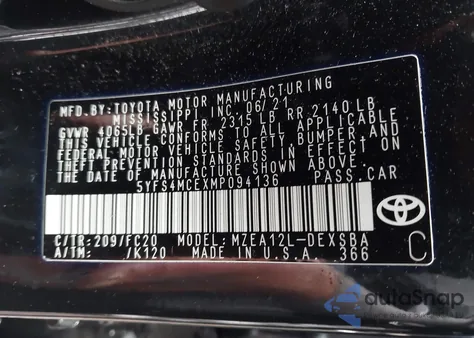 MFD.BY:TOYOTA MOTOR MANUFACTURING
MISSISSIPPI INC 06/21
GVWR 4065LB GAWR FR 2315 LB RR 2140 LB
THIS VEHICLE CONFORMS TO ALL APPLICABLE
FEDERAL MOTOR VEHICLE SAFETY, BUMPER, AND
THEFT PREVENTION STANDARDS IN EFFECT ON
THE DATE OF MANUFACTURE SHOWN ABOVE.
5YFS4MCEXMP094136 PASS.CAR
C/TR:209/FC20 MODEL:MZEA12L-DEXSBA
A/TM: /K120 MADE IN U.S.A. 366
C
autoSnap